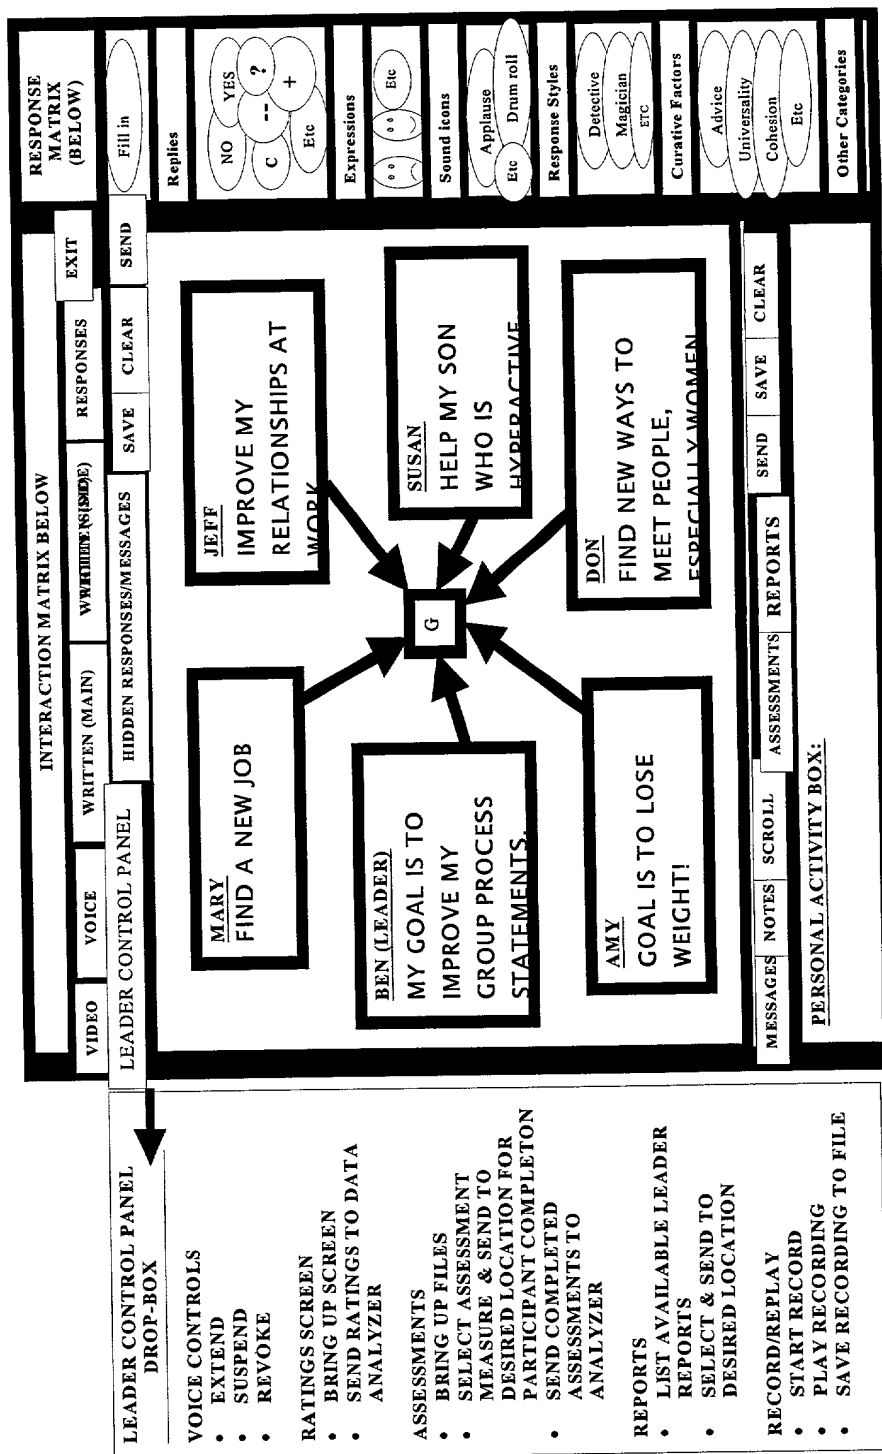 LEADER CONTROL PANEL
DROP-BOX
VOICE CONTROLS
• EXTEND
• SUSPEND
• REVOKE
RATINGS SCREEN
• BRING UP SCREEN
• SEND RATINGS TO DATA
ANALYZER
ASSESSMENTS
• BRING UP FILES
• SELECT ASSESSMENT
MEASURE & SEND TO
DESIRED LOCATION FOR
PARTICIPANT COMPLETON
• SEND COMPLETED
ASSESSMENTS TO
ANALYZER
REPORTS
• LIST AVAILABLE LEADER
REPORTS
• SELECT & SEND TO
DESIRED LOCATION
RECORD/REPLAY
• START RECORD
• PLAY RECORDING
• SAVE RECORDING TO FILE
INTERACTION MATRIX BELOW
VIDEO
VOICE
WRITTEN (MAIN)
RESPONSES
EXIT
LEADER CONTROL PANEL
HIDDEN RESPONSES/MESSAGES
SAVE
CLEAR
SEND
MARY
FIND A NEW JOB
JEFF
IMPROVE MY
RELATIONSHIPS AT
WORK
BEN (LEADER)
MY GOAL IS TO
IMPROVE MY
GROUP PROCESS
STATEMENTS.
G
SUSAN
HELP MY SON
WHO IS
HYPERACTIVE
AMY
GOAL IS TO LOSE
WEIGHT!
DON
FIND NEW WAYS TO
MEET PEOPLE,
ESPECIALLY WOMEN
MESSAGES
NOTES
SCROLL
ASSESSMENTS
REPORTS
SEND
SAVE
CLEAR
PERSONAL ACTIVITY BOX:
RESPONSE
MATRIX
(BELOW)
Fill in
Replies
NO
YES
C
--
?
+
Etc
Expressions
Etc
Sound icons
Applause
Etc
Drum roll
Response Styles
Detective
Magician
ETC
Curative Factors
Advice
Universality
Cohesion
Etc
Other Categories